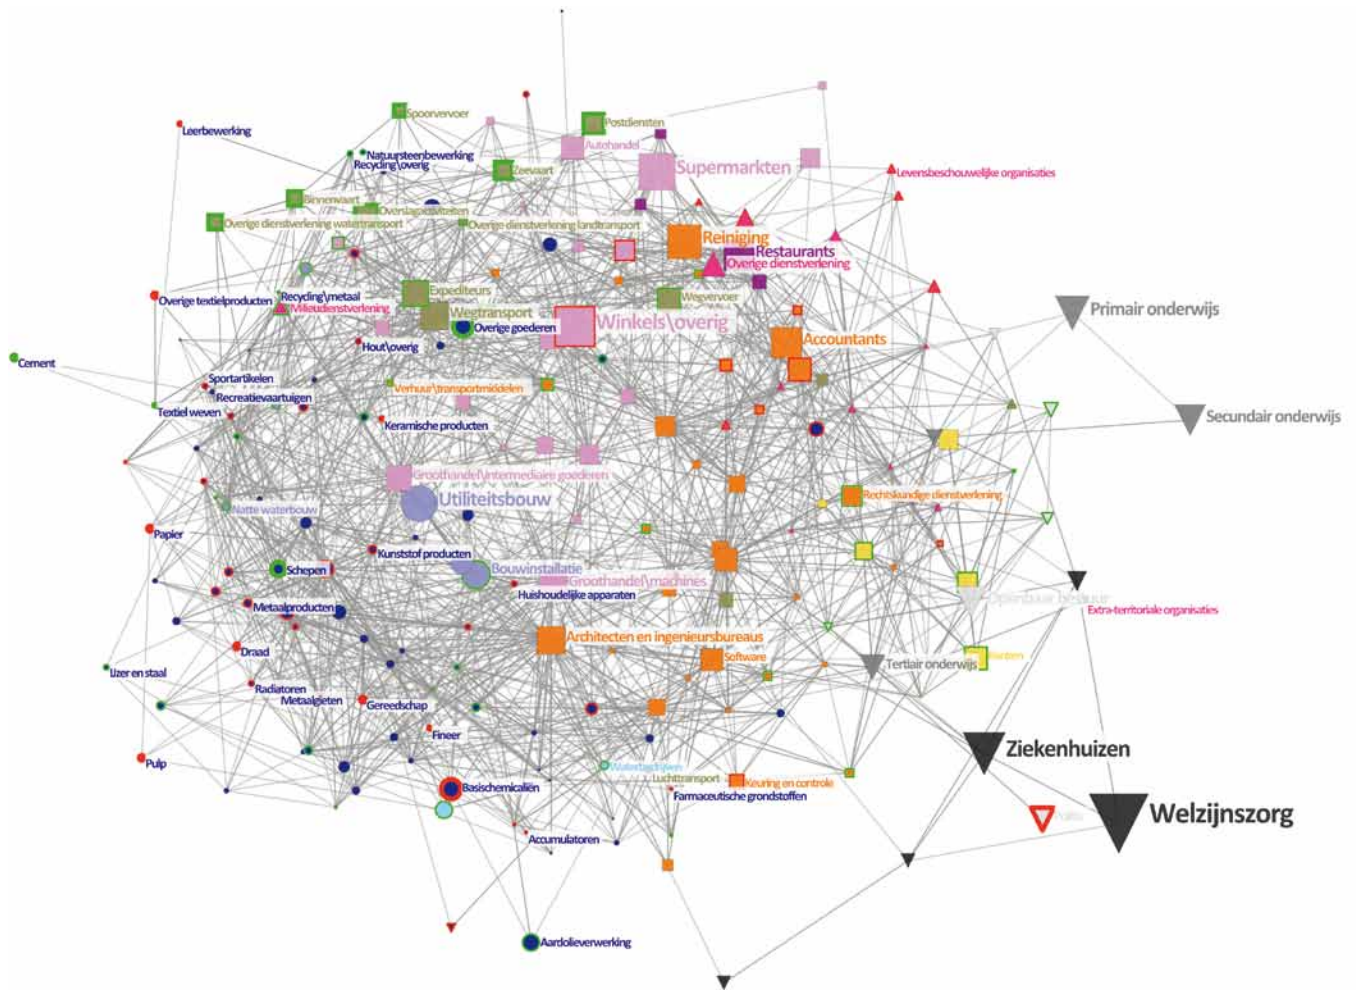 Spoorvervoer
Postdiensten
Leerbewerking
Autohandel
Natuursteenbewerking
Recycling\overig
Zeevaart
Supermarkten
Levensbeschouwelijke organisaties
Binnenvaart
Overslagactiviteiten
Overige dienstverlening watertransport
Overige dienstverlening landtransport
Reiniging
Restaurants
Overige dienstverlening
Overige textielproducten
Recycling\metaal
Milieudienstverlening
Expediteurs
Wegtransport
Overige goederen
Wegvervoer
Winkels\overig
Primair onderwijs
Accountants
Hout\overig
Cement
Sportartikelen
Recreatievaartuigen
Verhuur\transportmiddelen
Textiel weven
Keramische producten
Secundair onderwijs
Groothandel\intermediaire goederen
Utiliteitsbouw
Rechtskundige dienstverlening
Natte waterbouw
Papier
Kunststof producten
Schepen
Bouwinstallatie
Groothandel\machines
Huishoudelijke apparaten
Openbaar bestuur
Extra-territoriale organisaties
Metaalproducten
Architecten en ingenieursbureaus
Draad
Software
Tertiair onderwijs
Banken
IJzer en staal
Radiatoren
Metaalgieten
Gereedschap
Fineer
Ziekenhuizen
Pulp
Waterbedrijven
Luchttransport
Keuring en controle
Basischemicaliën
Farmaceutische grondstoffen
Welzijnszorg
Accumulatoren
Aardolieverwerking